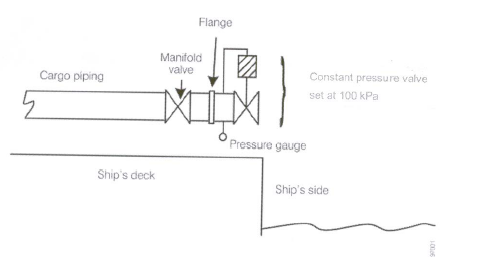 Flange
Manifold
valve
Cargo piping
Constant pressure valve
set at 100 kPa
Pressure gauge
Ship's deck
Ship's side